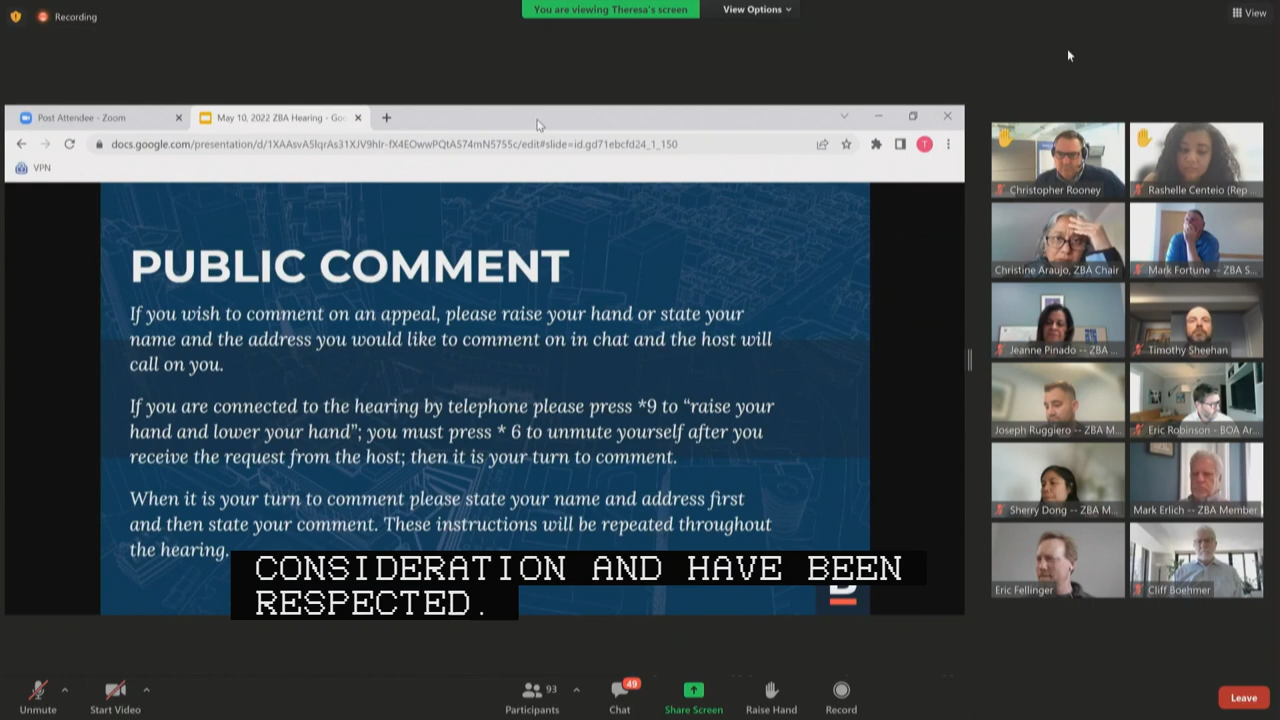 Recording
You are viewing Theresa's screen
View Options
View
Post Attendee - Zoom
May 10, 2022 ZBA Hearing - Goo
docs.google.com/presentation/d/
VPN
PUBLIC COMMENT
If you wish to comment on an appeal, please raise your hand or state your
name and the address you would like to comment on in chat and the host will
call on you.
If you are connected to the hearing by telephone please press *9 to “raise your
hand and lower your hand”; you must press * 6 to unmute yourself after you
receive the request from the host; then it is your turn to comment.
When it is your turn to comment please state your name and address first
and then state your comment. These instructions will be repeated throughout
the hearing.
CONSIDERATION AND HAVE BEEN
RESPECTED.
Christopher Rooney
Rashelle Centeio (Rep ...
Christine Araujo, ZBA Chair
Mark Fortune -- ZBA S...
Jeanne Pinado -- ZBA ...
Timothy Sheehan
Joseph Ruggiero -- ZBA M...
Eric Robinson - BOA Ar...
Sherry Dong -- ZBA M...
Mark Erlich -- ZBA Member
Eric Fellinger
Cliff Boehmer
T
Unmute
Start Video
93
Participants
49
Chat
Share Screen
Raise Hand
Record
Leave